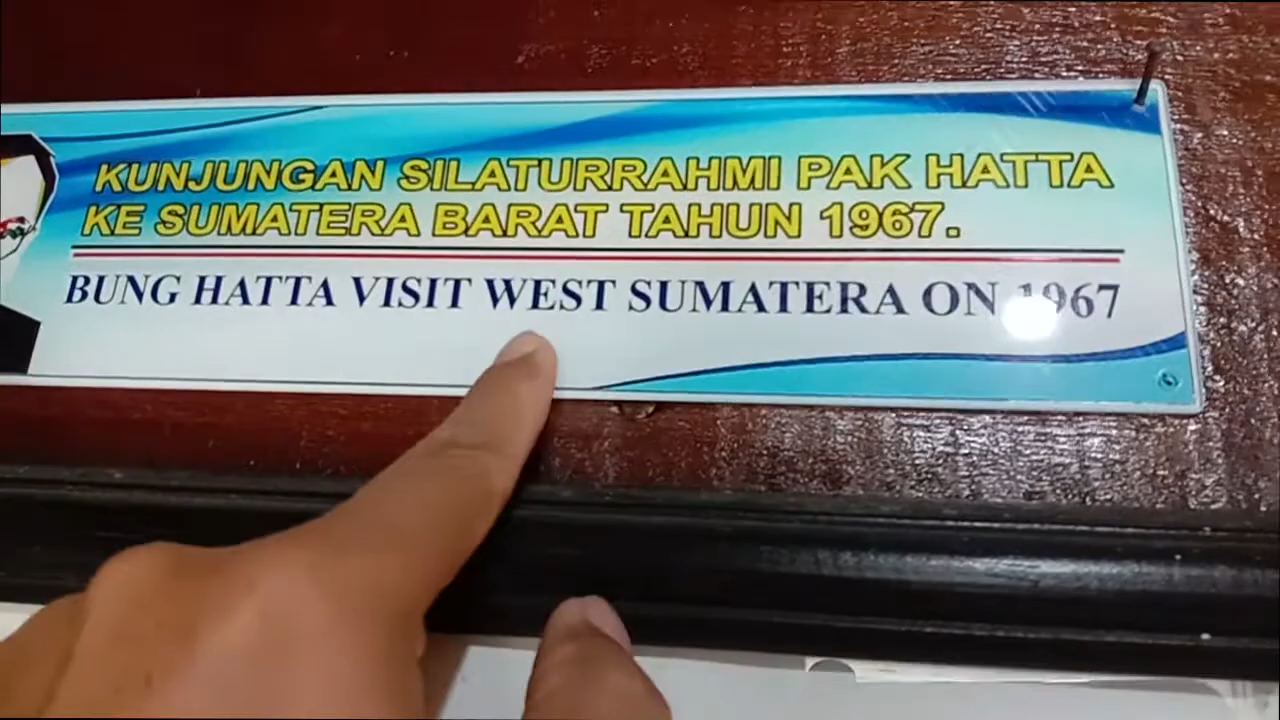 KUNJUNGAN SILATURRAHMI PAK HATTA
KE SUMATERA BARAT TAHUN 1967.
BUNG HATTA VISIT WEST SUMATERA ON 1967